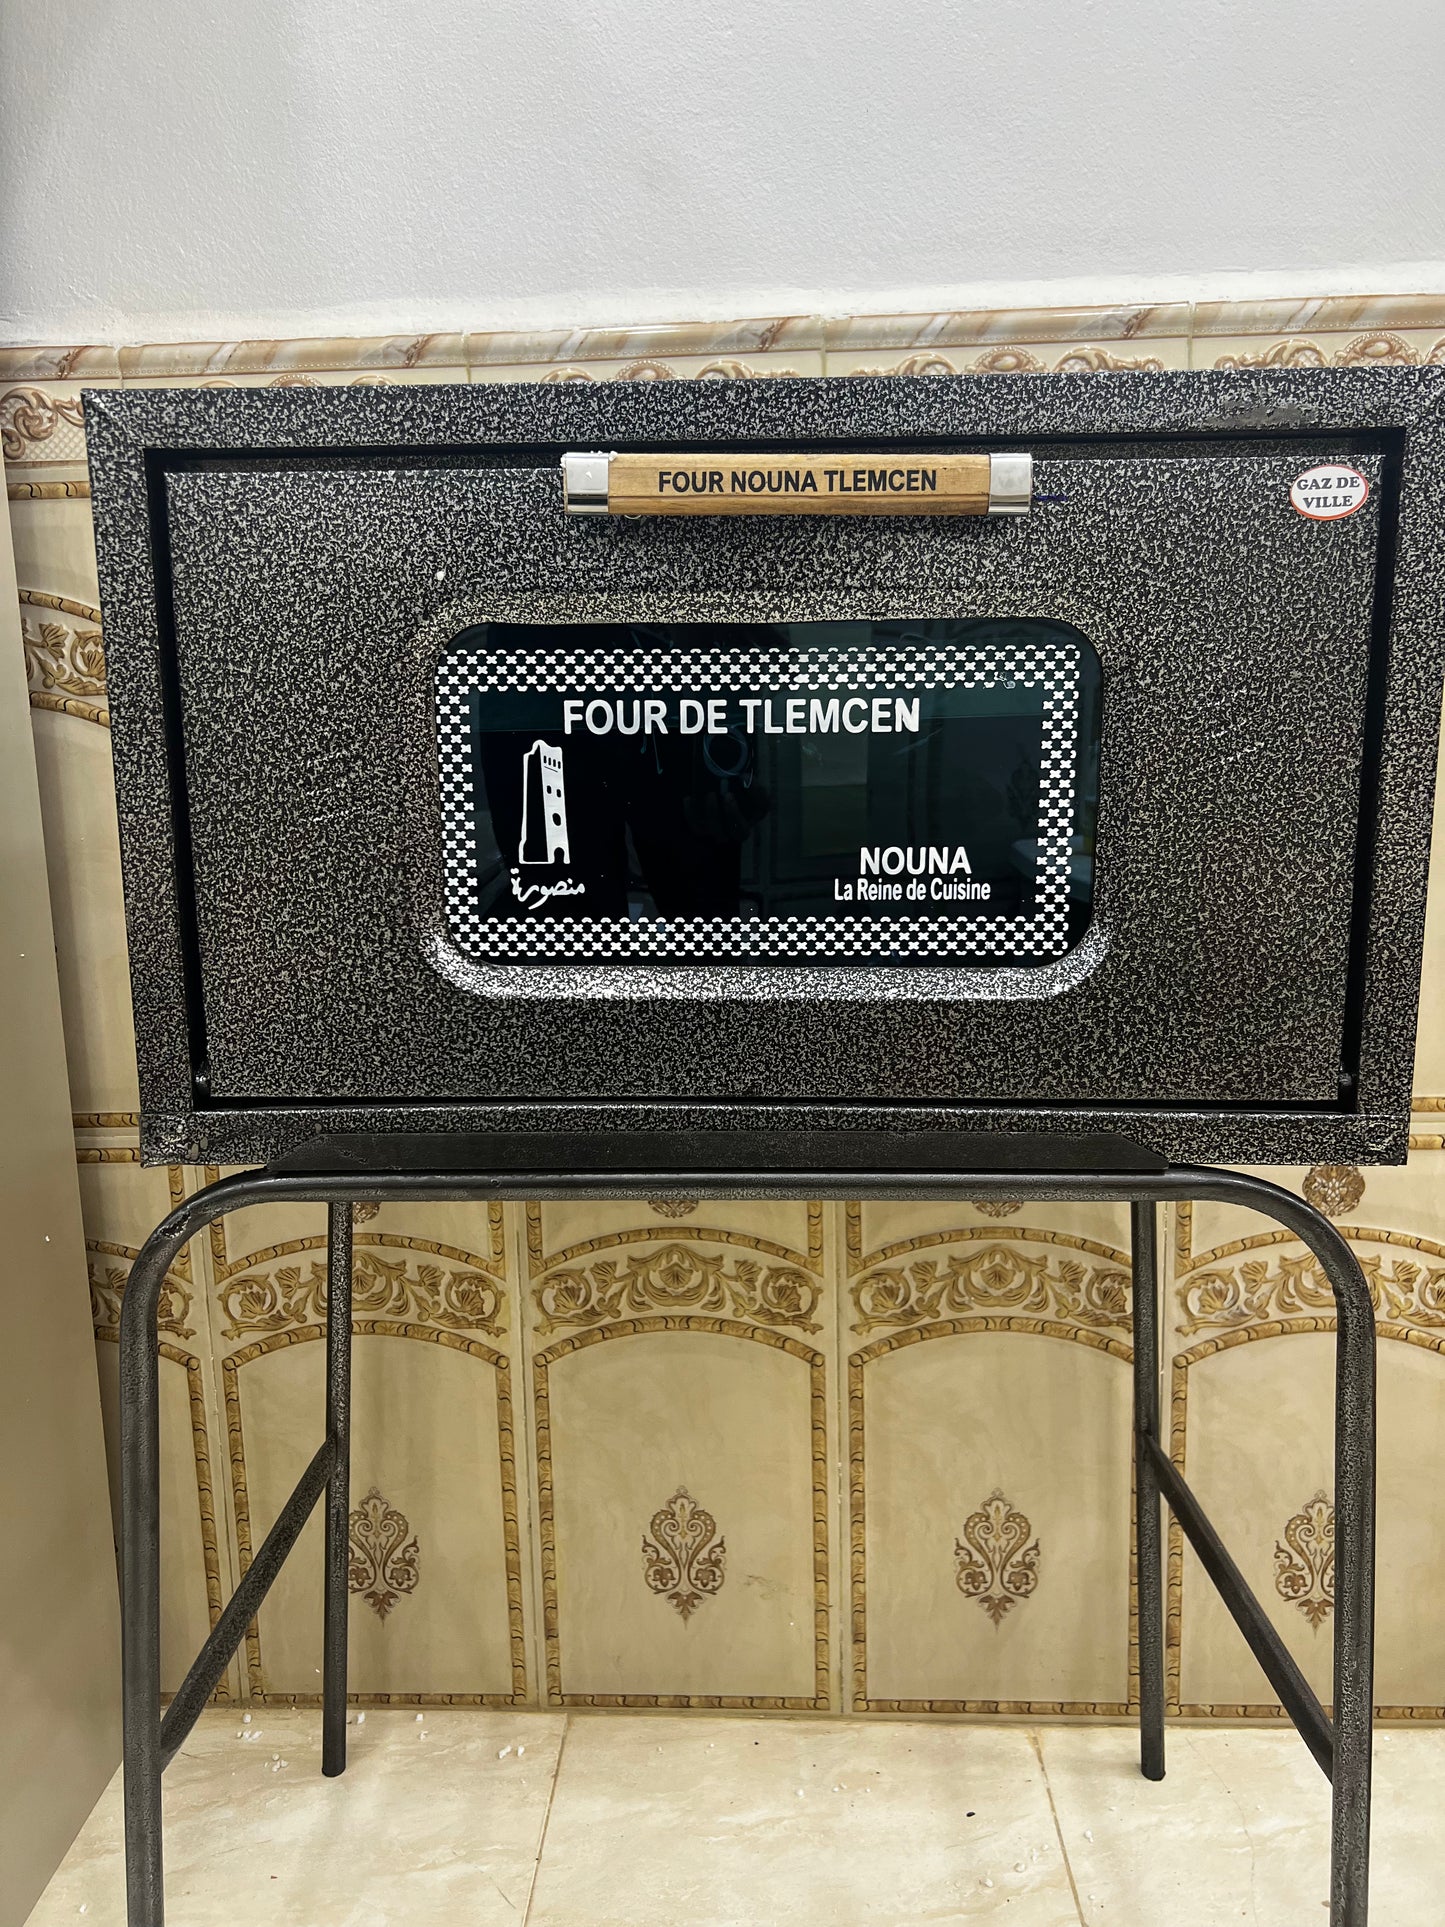 FOUR NOUNA TLEMCEN
GAZ DE
VILLE
FOUR DE TLEMCEN
منصورة
NOUNA
La Reine de Cuisine